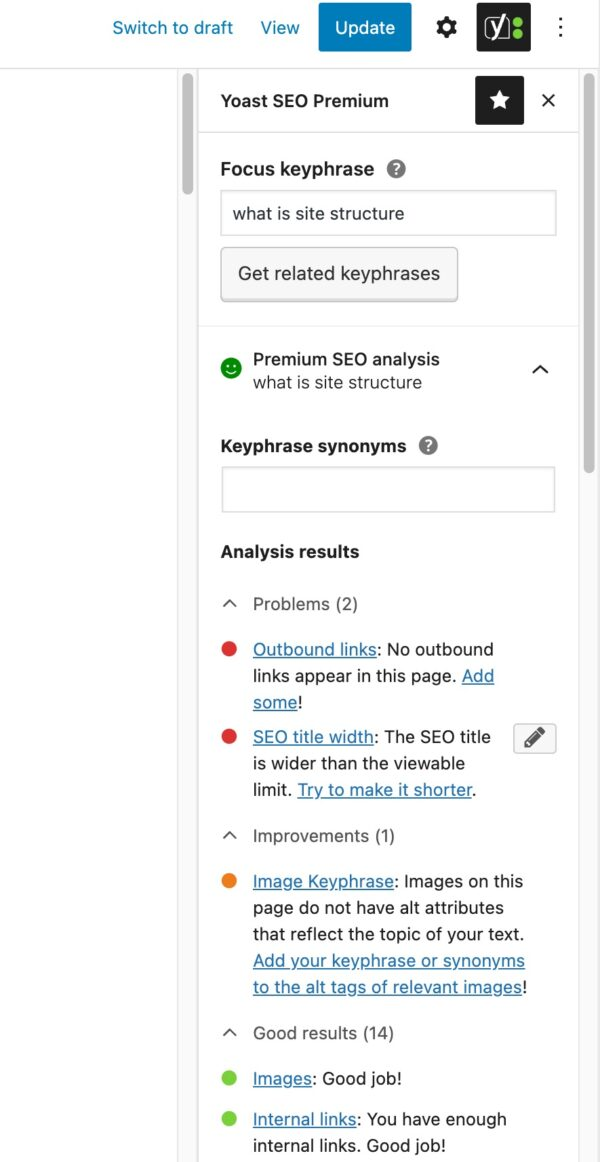 Switch to draft View Update
Yoast SEO Premium
Focus keyphrase ?
what is site structure
Get related keyphrases
Premium SEO analysis
what is site structure
Keyphrase synonyms ?
Analysis results
Problems (2)
Outbound links: No outbound
links appear in this page. Add
some!
SEO title width: The SEO title
is wider than the viewable
limit. Try to make it shorter.
Improvements (1)
Image Keyphrase: Images on this
page do not have alt attributes
that reflect the topic of your text.
Add your keyphrase or synonyms
to the alt tags of relevant images!
Good results (14)
Images: Good job!
Internal links: You have enough
internal links. Good job!